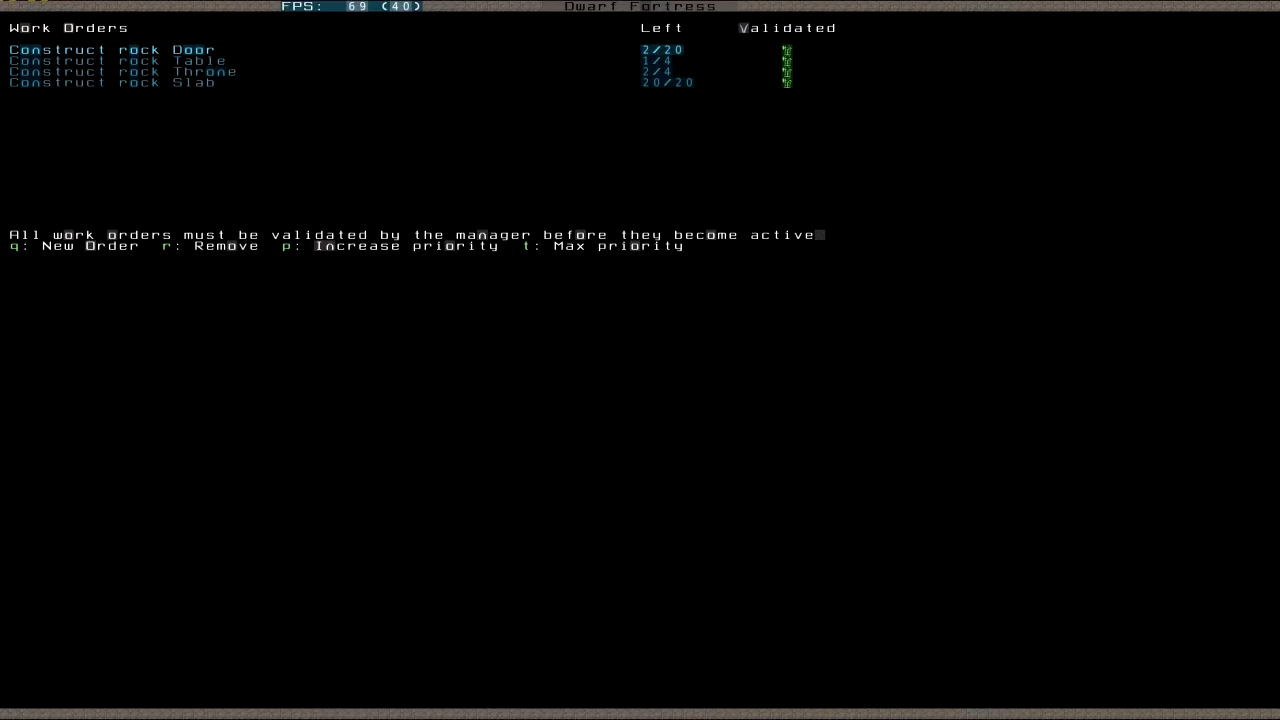 FPS: 69 (40) Dwarf Fortress
Work Orders Left Validated
Construct rock Door 2/20
Construct rock Table 1/4
Construct rock Throne 2/4
Construct rock Slab 20/20
All work orders must be validated by the manager before they become active.
q: New Order r: Remove p: Increase priority t: Max priority